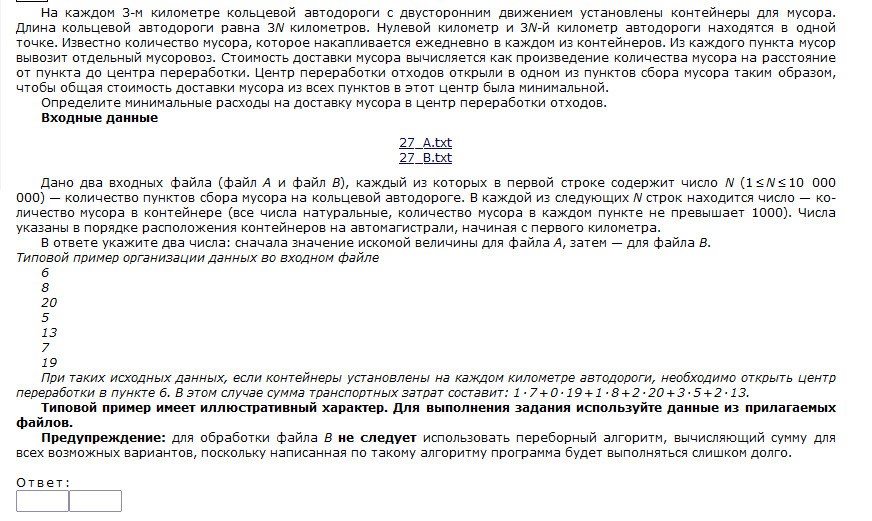 На каждом 3-м километре кольцевой автодороги с двусторонним движением установлены контейнеры для мусора.
Длина кольцевой автодороги равна 3N километров. Нулевой километр и 3N-й километр автодороги находятся в одной
точке. Известно количество мусора, которое накапливается ежедневно в каждом из контейнеров. Из каждого пункта мусор
вывозит отдельный мусоровоз. Стоимость доставки мусора вычисляется как произведение количества мусора на расстояние
от пункта до центра переработки. Центр переработки отходов открыли в одном из пунктов сбора мусора таким образом,
чтобы общая стоимость доставки мусора из всех пунктов в этот центр была минимальной.
Определите минимальные расходы на доставку мусора в центр переработки отходов.
Входные данные
27_A.txt
27_B.txt
Дано два входных файла (файл A и файл B), каждый из которых в первой строке содержит число N (1≤N≤10 000
000) — количество пунктов сбора мусора на кольцевой автодороге. В каждой из следующих N строк находится число — ко-
личество мусора в контейнере (все числа натуральные, количество мусора в каждом пункте не превышает 1000). Числа
указаны в порядке расположения контейнеров на автомагистрали, начиная с первого километра.
В ответе укажите два числа: сначала значение искомой величины для файла A, затем — для файла B.
Типовой пример организации данных во входном файле
6
8
20
5
13
7
19
При таких исходных данных, если контейнеры установлены на каждом километре автодороги, необходимо открыть центр
переработки в пункте 6. В этом случае сумма транспортных затрат составит: 1·7+0·19+1·8+2·20+3·5+2·13.
Типовой пример имеет иллюстративный характер. Для выполнения задания используйте данные из прилагаемых
файлов.
Предупреждение: для обработки файла B не следует использовать переборный алгоритм, вычисляющий сумму для
всех возможных вариантов, поскольку написанная по такому алгоритму программа будет выполняться слишком долго.
Ответ: